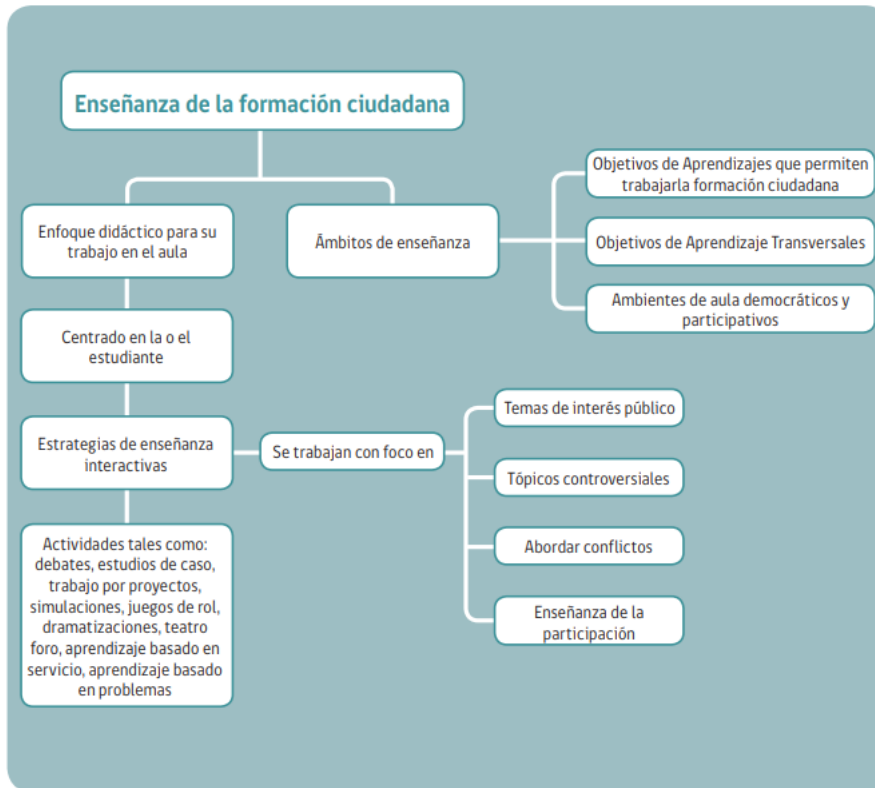 Enseñanza de la formación ciudadana
Objetivos de Aprendizajes que permiten
trabajarla formación ciudadana
Enfoque didáctico para su
trabajo en el aula
Ámbitos de enseñanza
Objetivos de Aprendizaje Transversales
Ambientes de aula democráticos y
participativos
Centrado en la o el
estudiante
Estrategias de enseñanza
interactivas
Se trabajan con foco en
Temas de interés público
Tópicos controversiales
Abordar conflictos
Enseñanza de la
participación
Actividades tales como:
debates, estudios de caso,
trabajo por proyectos,
simulaciones, juegos de rol,
dramatizaciones, teatro
foro, aprendizaje basado en
servicio, aprendizaje basado
en problemas